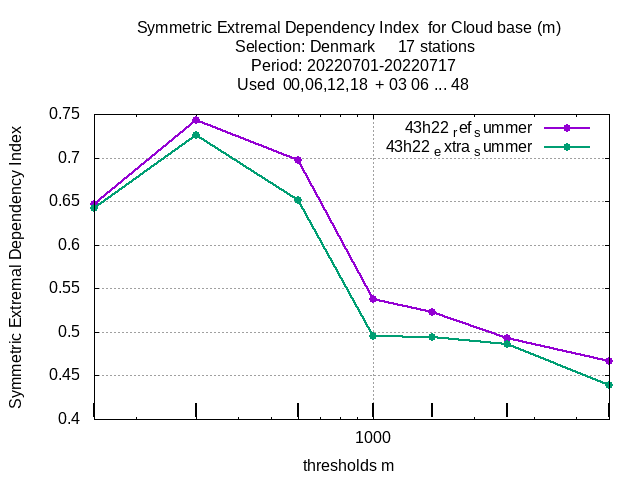 Symmetric Extremal Dependency Index for Cloud base (m)
Selection: Denmark 17 stations
Period: 20220701-20220717
Used 00,06,12,18 + 03 06 ... 48
43h22 ref summer
43h22 extra summer
Symmetric Extremal Dependency Index
0.75
0.7
0.65
0.6
0.55
0.5
0.45
0.4
1000
thresholds m